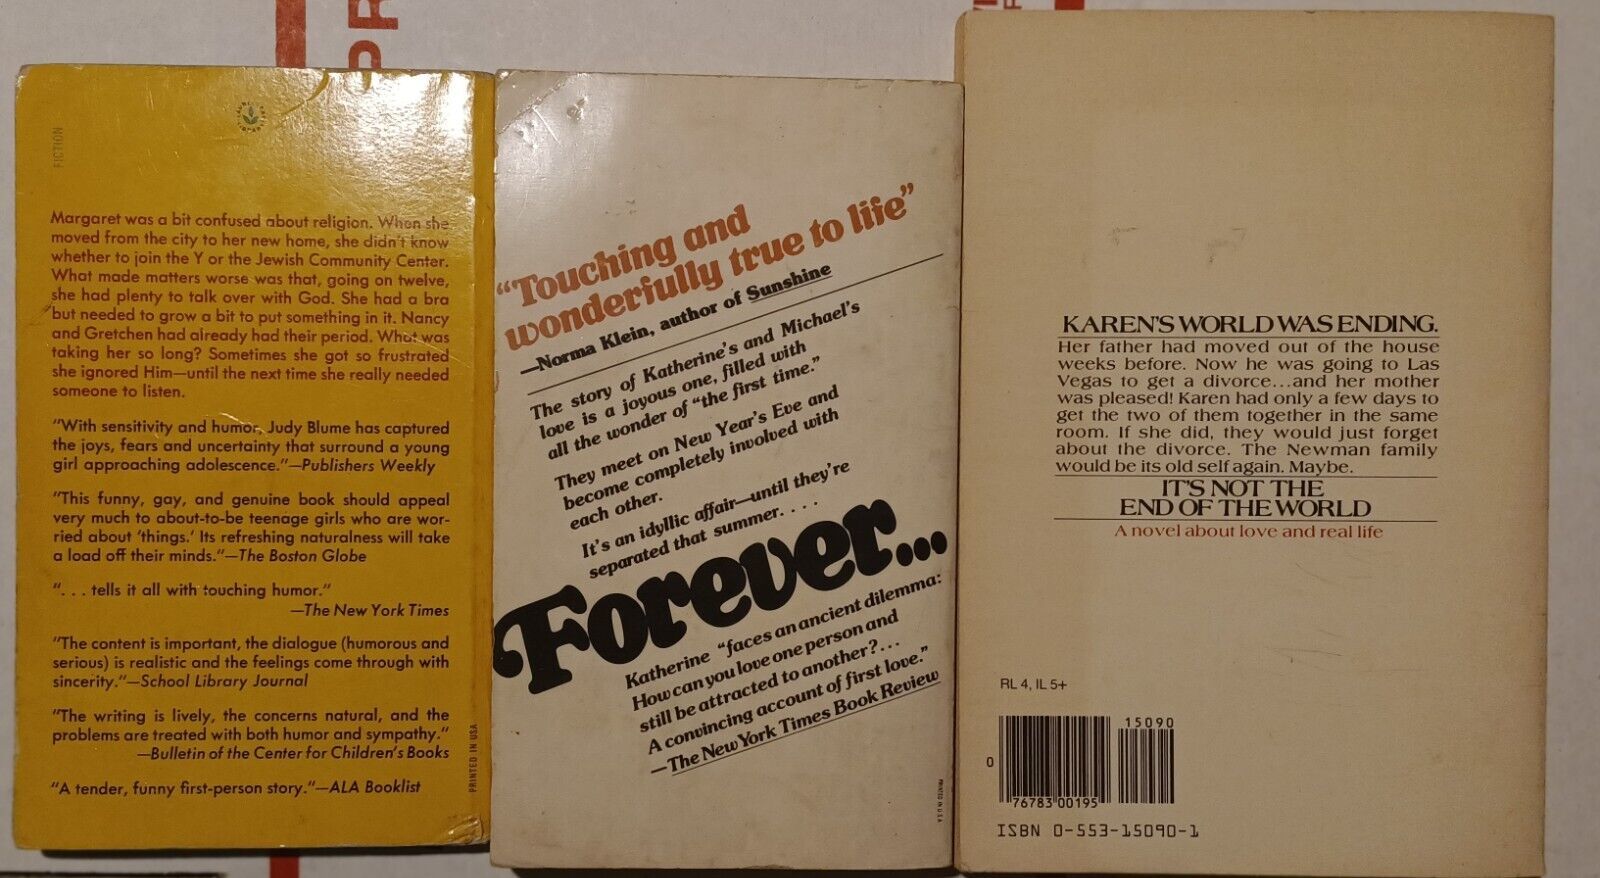 PR
FICTION
Margaret was a bit confused about religion. When she
moved from the city to her new home, she didn't know
whether to join the Y or the Jewish Community Center.
What made matters worse was that, going on twelve,
she had plenty to talk over with God. She had a bra
but needed to grow a bit to put something in it. Nancy
and Gretchen had already had their period. What was
taking her so long? Sometimes she got so frustrated
she ignored Him—until the next time she really needed
someone to listen.
"With sensitivity and humor, Judy Blume has captured
the joys, fears and uncertainty that surround a young
girl approaching adolescence."—Publishers Weekly
"This funny, gay, and genuine book should appeal
very much to about-to-be teenage girls who are wor-
ried about 'things.' Its refreshing naturalness will take
a load off their minds."—The Boston Globe
". . . tells it all with touching humor."
—The New York Times
"The content is important, the dialogue (humorous and
serious) is realistic and the feelings come through with
sincerity."—School Library Journal
"The writing is lively, the concerns natural, and the
problems are treated with both humor and sympathy."
—Bulletin of the Center for Children's Books
"A tender, funny first-person story."—ALA Booklist
PRINTED IN USA
"Touching and
wonderfully true to life"
—Norma Klein, author of Sunshine
The story of Katherine's and Michael's
love is a joyous one, filled with
all the wonder of "the first time."
They meet on New Year's Eve and
become completely involved with
each other.
It's an idyllic affair—until they're
separated that summer. . . .
Forever...
Katherine "faces an ancient dilemma:
How can you love one person and
still be attracted to another?...
A convincing account of first love."
—The New York Times Book Review
PRINTED IN U.S.A.
KAREN'S WORLD WAS ENDING.
Her father had moved out of the house
weeks before. Now he was going to Las
Vegas to get a divorce...and her mother
was pleased! Karen had only a few days to
get the two of them together in the same
room. If she did, they would just forget
about the divorce. The Newman family
would be its old self again. Maybe.
IT'S NOT THE
END OF THE WORLD
A novel about love and real life
RL 4, IL 5+
15090
0
76783 00195
ISBN 0-553-15090-1